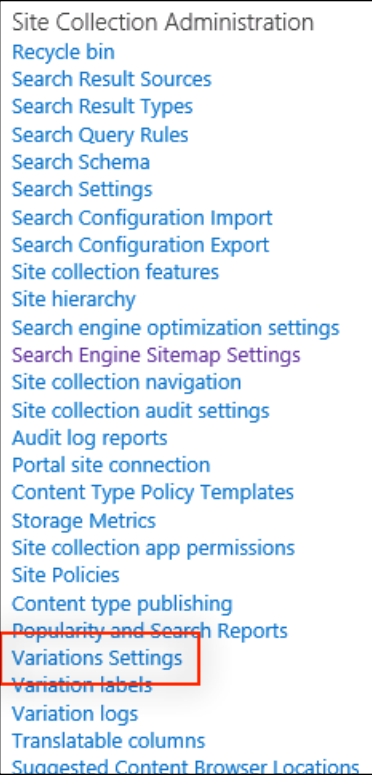 Site Collection Administration
Recycle bin
Search Result Sources
Search Result Types
Search Query Rules
Search Schema
Search Settings
Search Configuration Import
Search Configuration Export
Site collection features
Site hierarchy
Search engine optimization settings
Search Engine Sitemap Settings
Site collection navigation
Site collection audit settings
Audit log reports
Portal site connection
Content Type Policy Templates
Storage Metrics
Site collection app permissions
Site Policies
Content type publishing
Popularity and Search Reports
Variations Settings
Variation labels
Variation logs
Translatable columns
Suggested Content Browser Locations